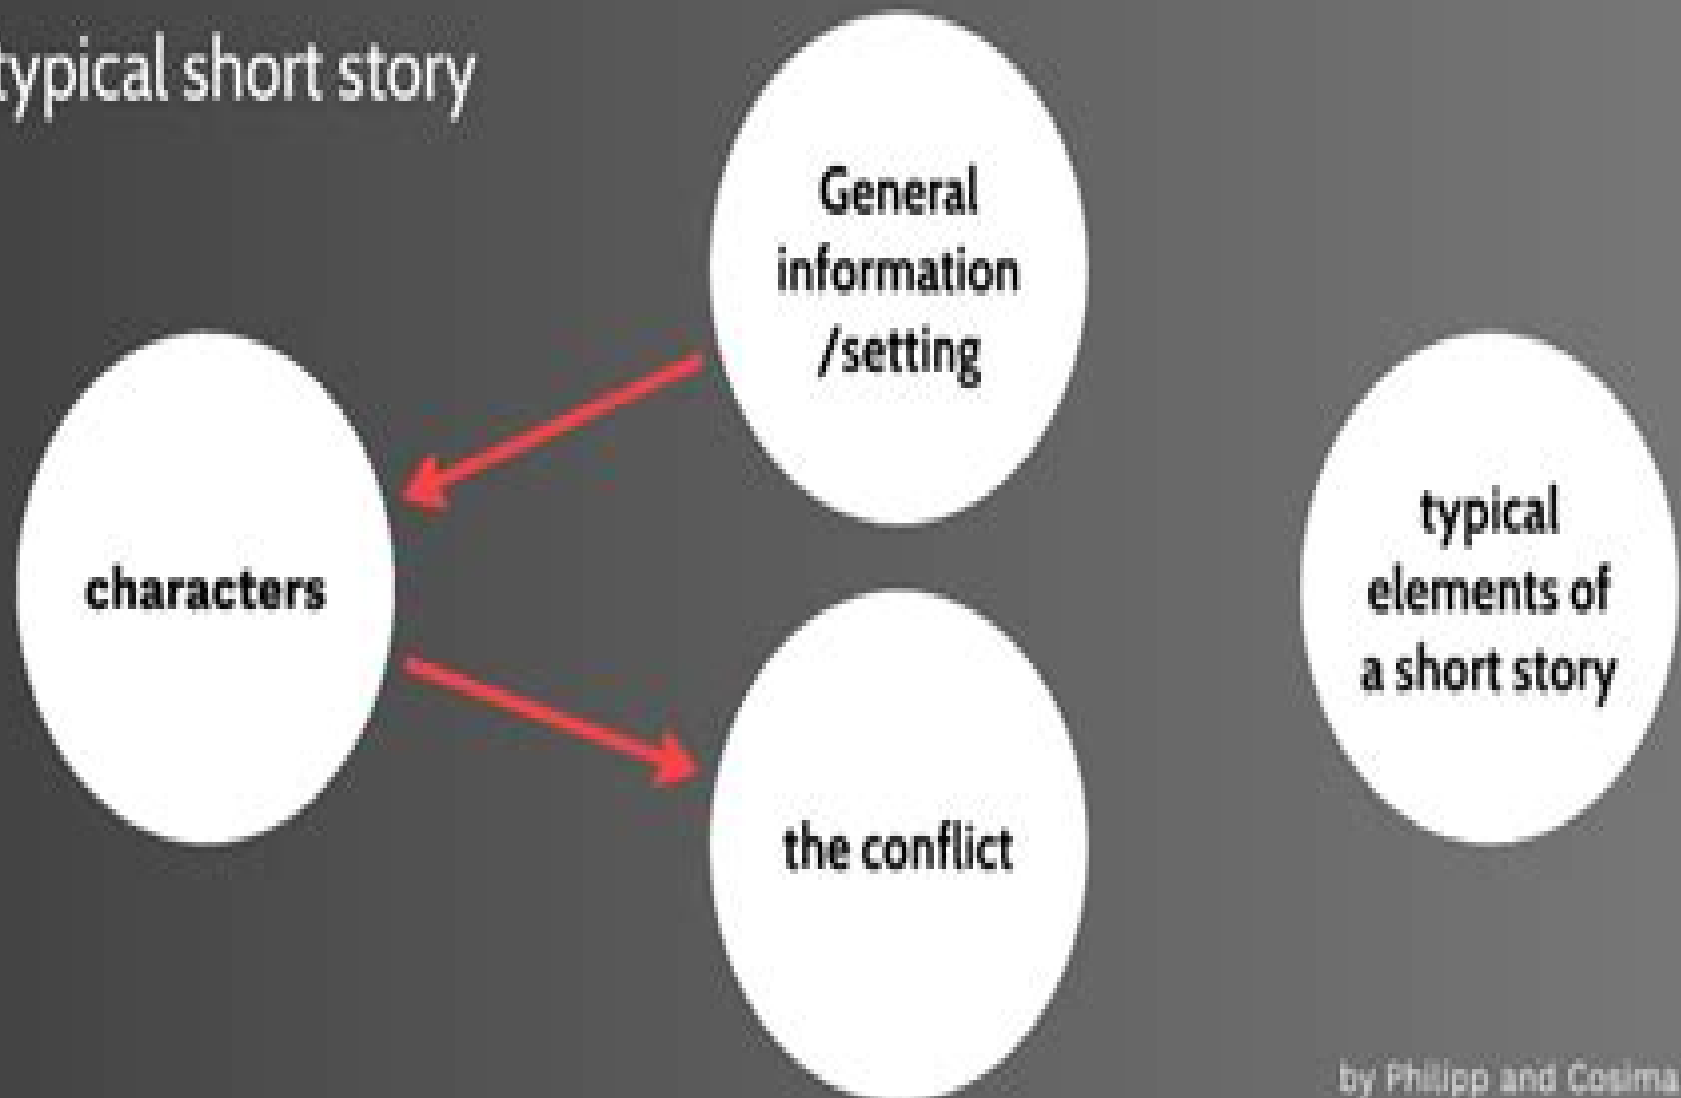 typical short story
General
information
/setting
characters
the conflict
typical
elements of
a short story
by Philipp and Cosima